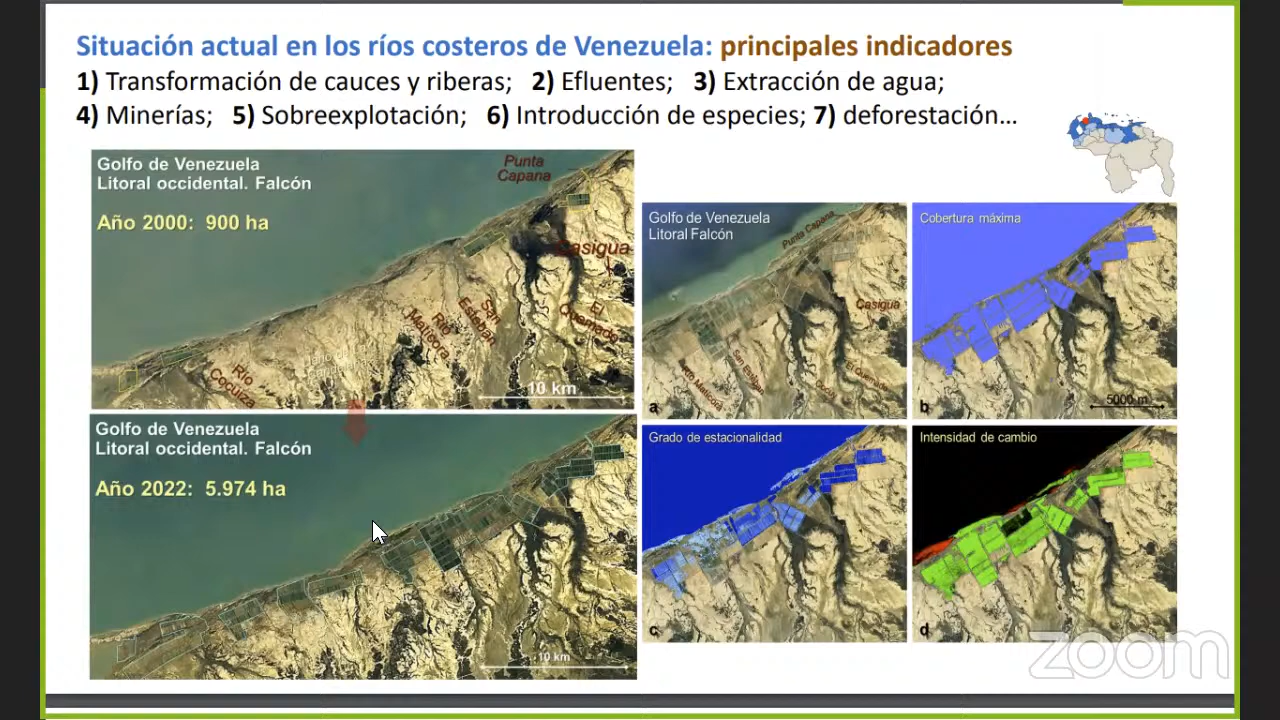 Situación actual en los ríos costeros de Venezuela: principales indicadores
1) Transformación de cauces y riberas; 2) Efluentes; 3) Extracción de agua;
4) Minerías; 5) Sobreexplotación; 6) Introducción de especies; 7) deforestación...
Golfo de Venezuela
Litoral occidental. Falcón
Año 2000: 900 ha
Punta
Capana
Casigua
El
Quemado
San
Esteban
Río
Matícora
Río
Cocuiza
10 km
Golfo de Venezuela
Litoral occidental. Falcón
Año 2022: 5.974 ha
10 km
Golfo de Venezuela
Litoral Falcón
Punta Capana
Casigua
San Esteban
El Quemado
a
Cobertura máxima
5000 m
b
Grado de estacionalidad
c
Intensidad de cambio
d
zoom